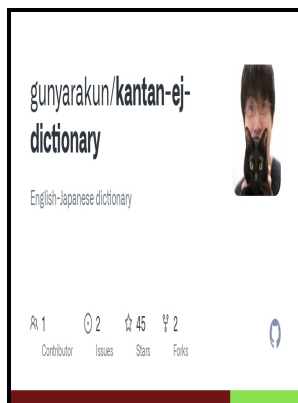 gunyarakun/kantan-ej-
dictionary
English-Japanese dictionary
1 2 45 2
Contributor Issues Stars Forks